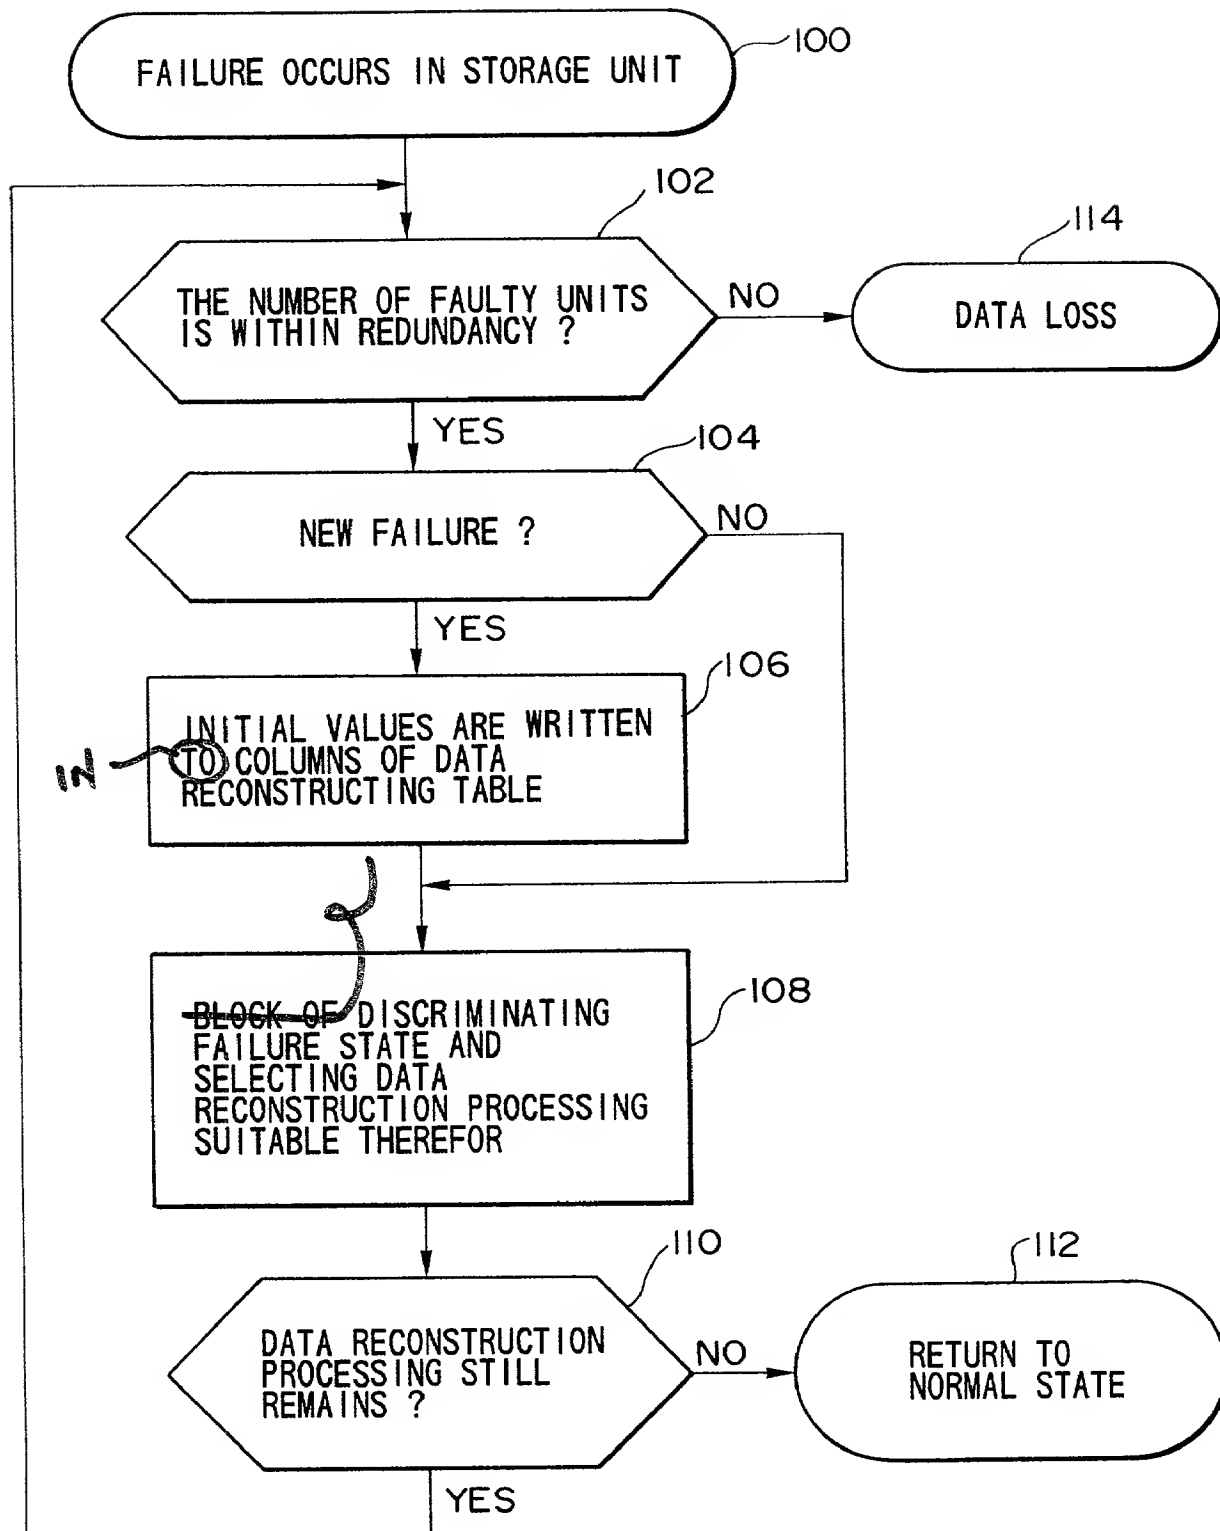 FAILURE OCCURS IN STORAGE UNIT
100
102
THE NUMBER OF FAULTY UNITS
IS WITHIN REDUNDANCY ?
NO
114
DATA LOSS
YES
104
NEW FAILURE ?
NO
YES
106
INITIAL VALUES ARE WRITTEN
TO COLUMNS OF DATA
RECONSTRUCTING TABLE
IN
108
BLOCK OF DISCRIMINATING
FAILURE STATE AND
SELECTING DATA
RECONSTRUCTION PROCESSING
SUITABLE THEREFOR
110
DATA RECONSTRUCTION
PROCESSING STILL
REMAINS ?
NO
112
RETURN TO
NORMAL STATE
YES